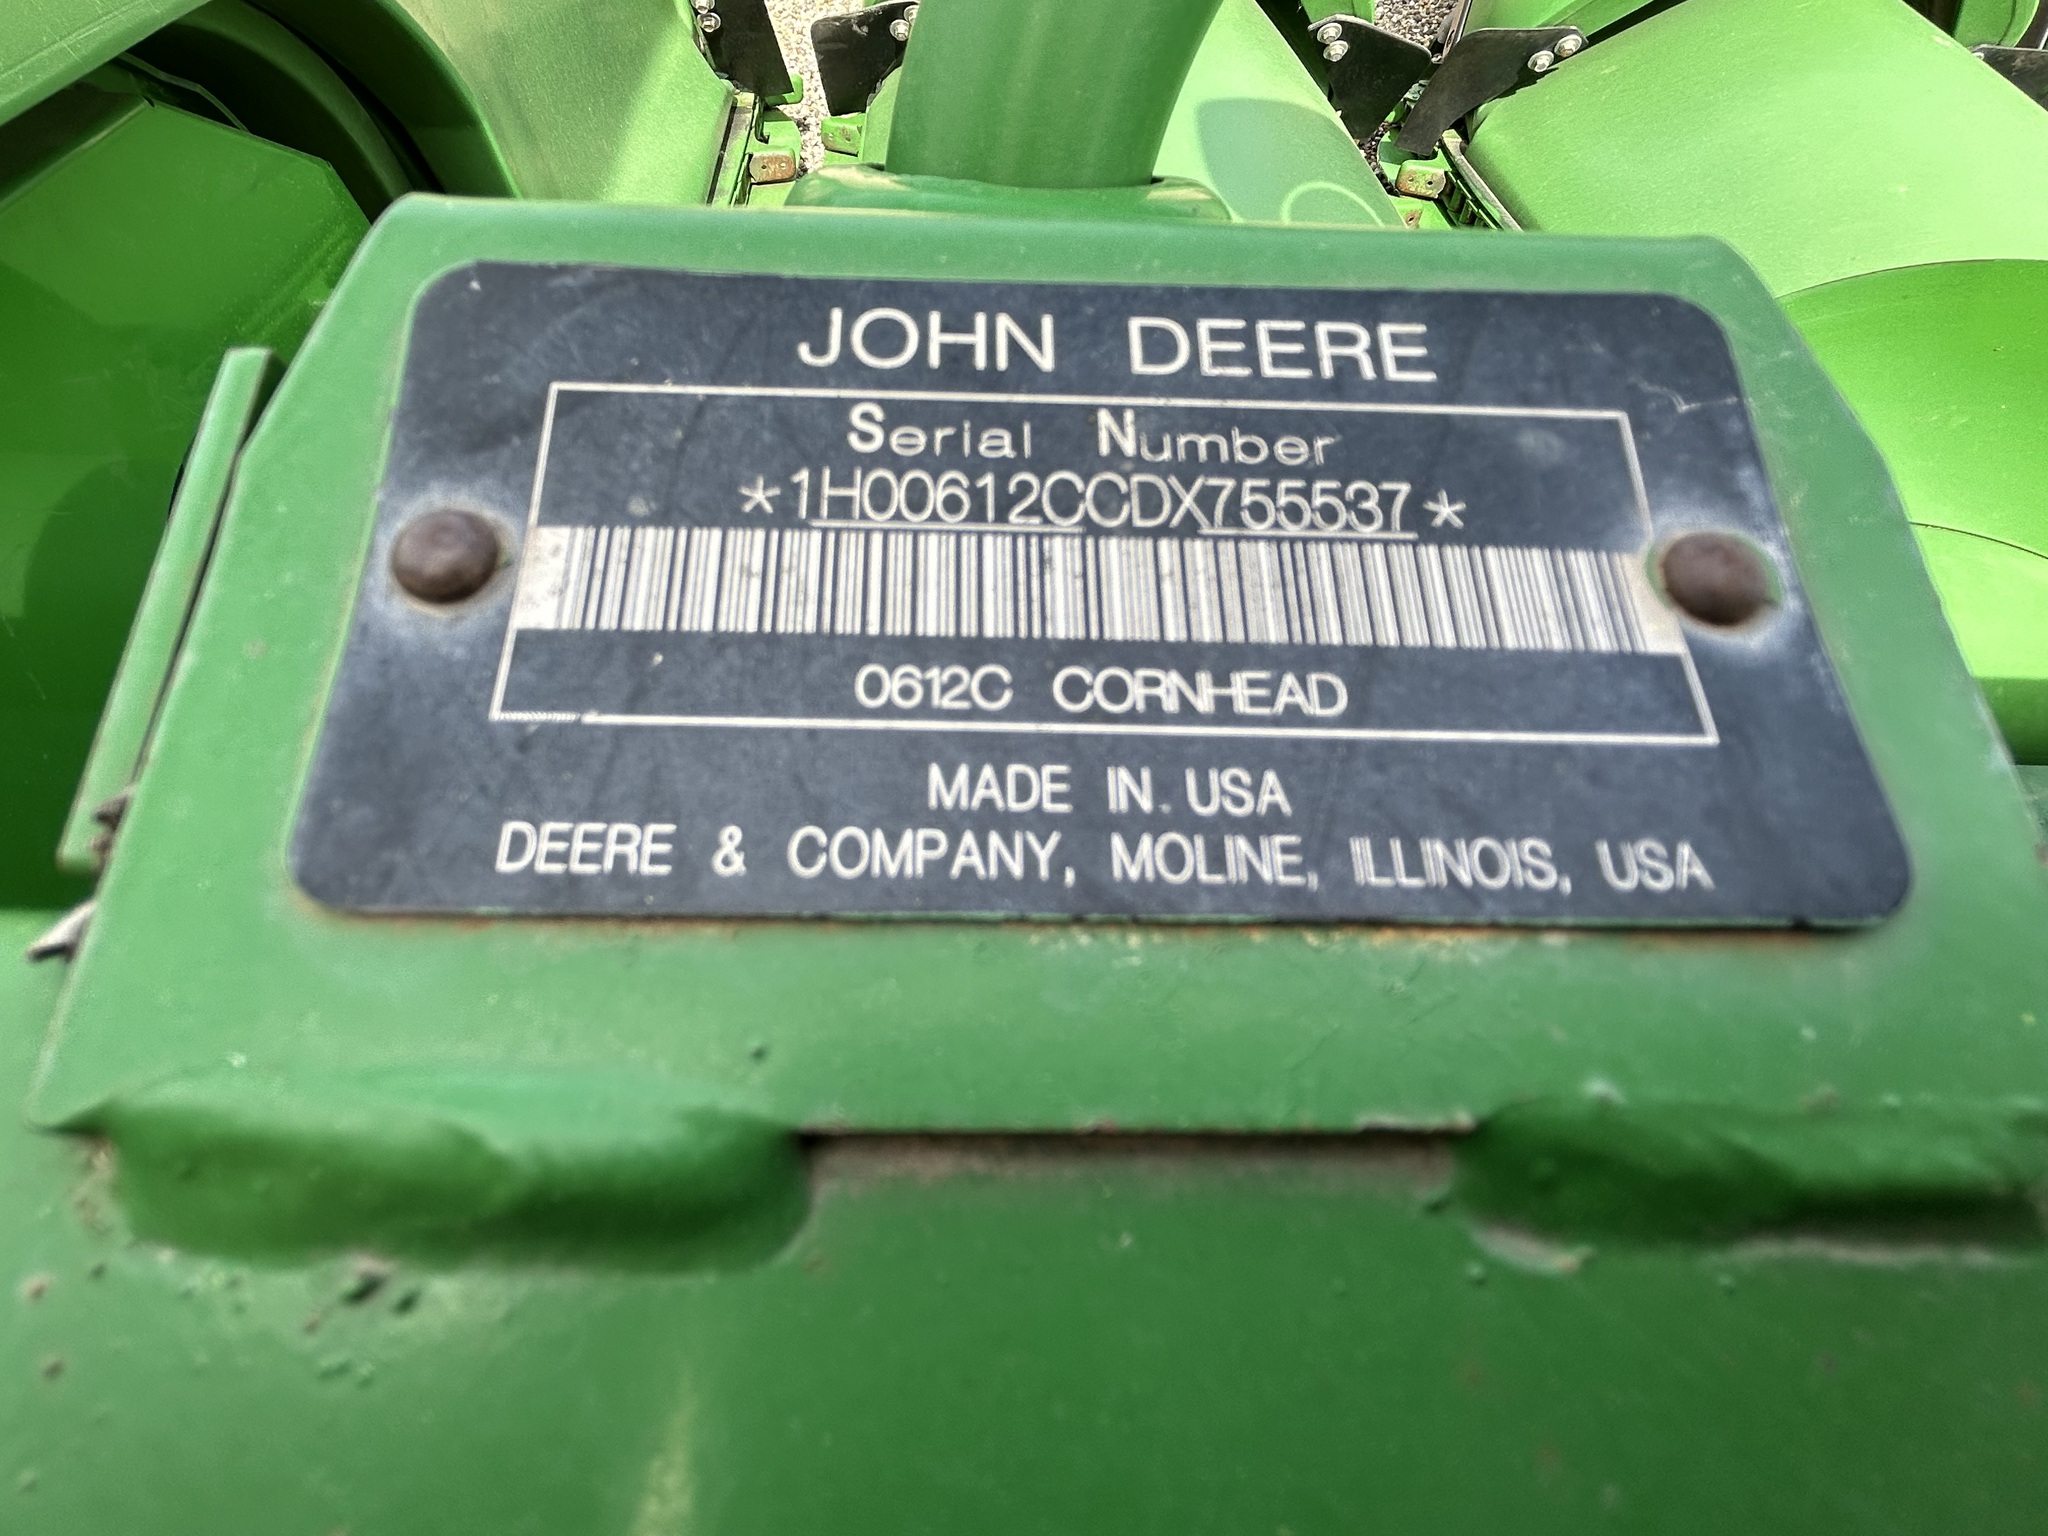 JOHN DEERE
Serial Number
*1H00612CCDX755537*
0612C CORNHEAD
MADE IN USA
DEERE & COMPANY, MOLINE, ILLINOIS, USA